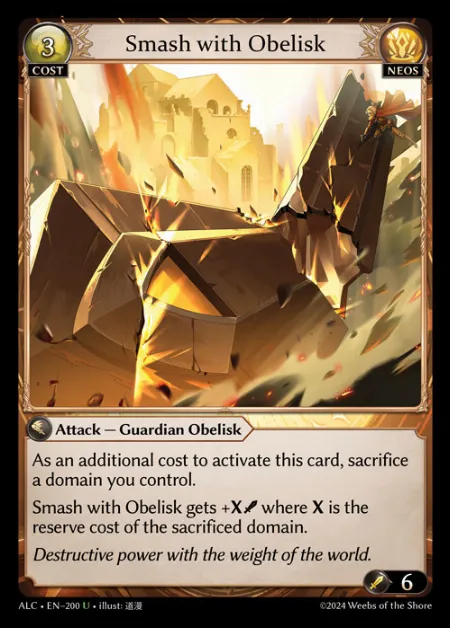 3
Smash with Obelisk
COST
NEOS
Attack — Guardian Obelisk
As an additional cost to activate this card, sacrifice
a domain you control.
Smash with Obelisk gets +X where X is the
reserve cost of the sacrificed domain.
Destructive power with the weight of the world.
6
ALC • EN-200 U • illust: 道漫
©2024 Weebs of the Shore